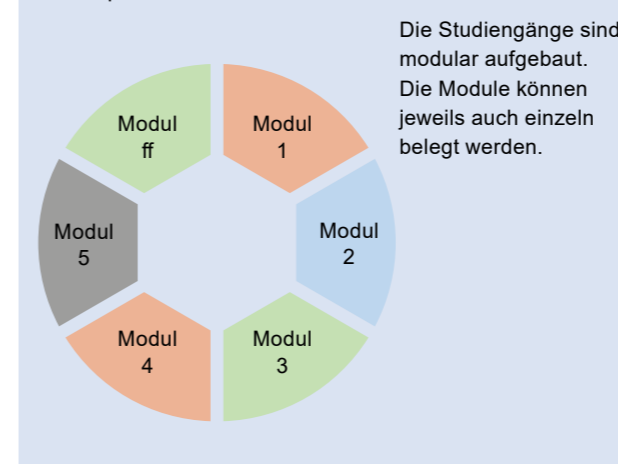 Die Studiengänge sind
modular aufgebaut.
Die Module können
jeweils auch einzeln
belegt werden.
Modul
ff
Modul
1
Modul
5
Modul
2
Modul
4
Modul
3